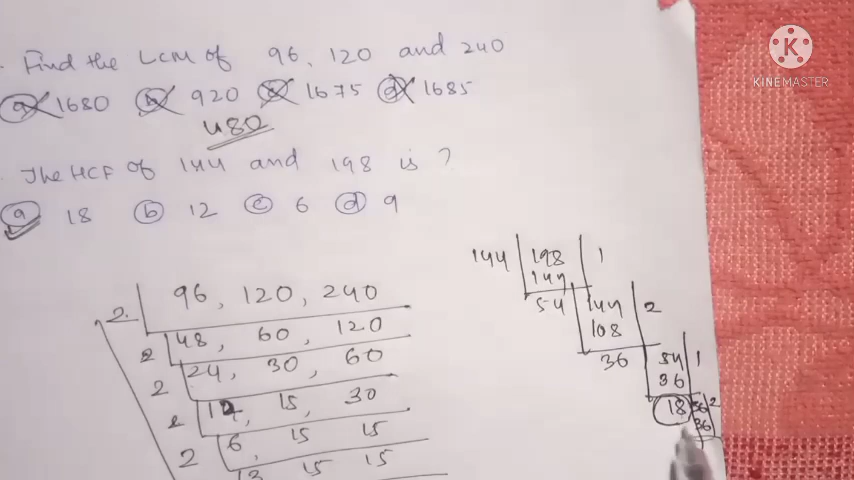 Find the LCM of 96, 120 and 240
a 1680 b 920 c 1675 d 1685
480
The HCF of 144 and 198 is ?
a 18 b 12 c 6 d 9
K
KINEMASTER
144 198 1
144
54 144 2
108
36 54 1
36
18 36 2
36
2 96, 120, 240
2 48, 60, 120
2 24, 30, 60
2 12, 15, 30
2 6, 15 15
3 15 15